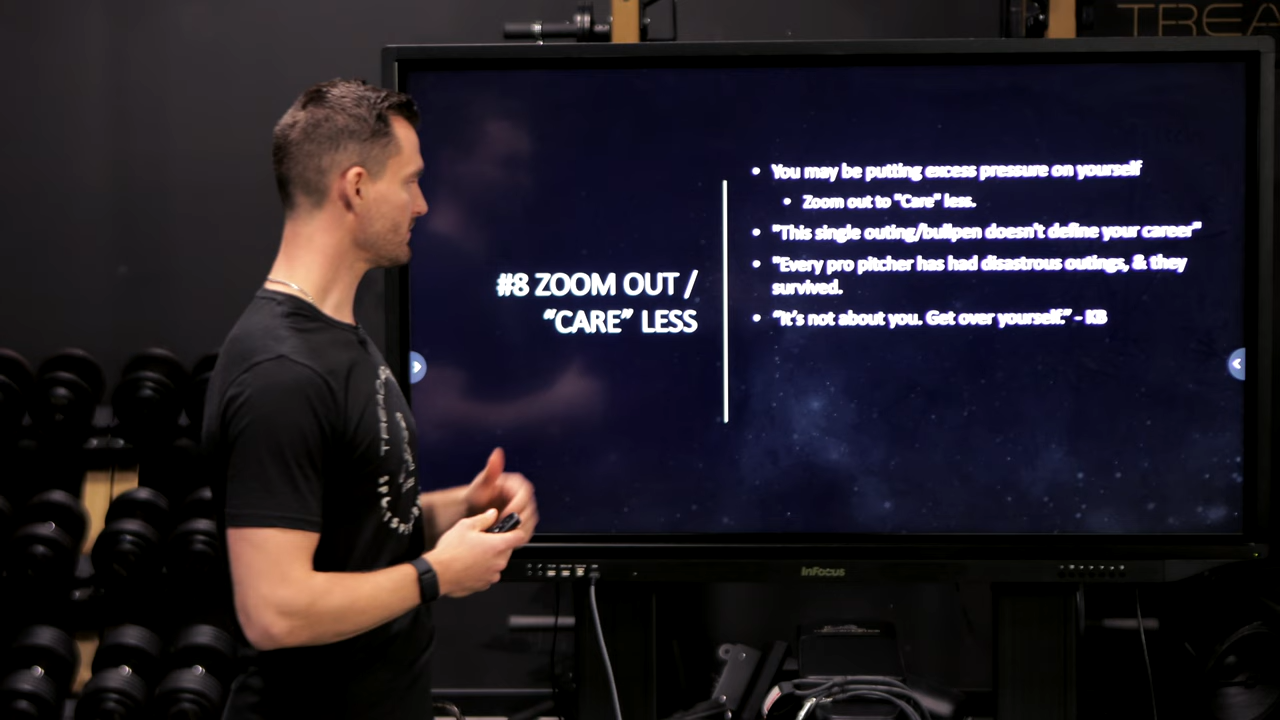 TREA
#8 ZOOM OUT /
"CARE" LESS
• You may be putting excess pressure on yourself
• Zoom out to "Care" less.
• "This single outing/bullpen doesn't define your career"
• "Every pro pitcher has had disastrous outings, & they
survived.
• "It's not about you. Get over yourself." - KB
InFocus